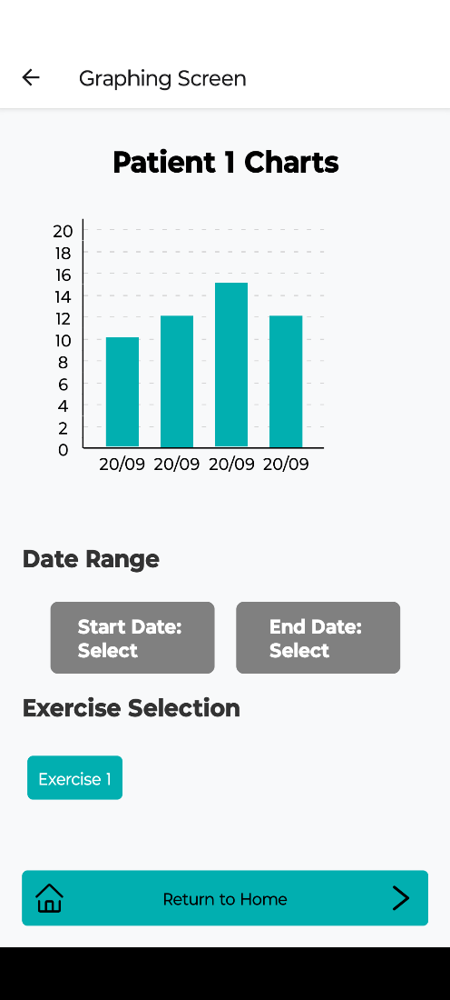 Graphing Screen
Patient 1 Charts
20
18
16
14
12
10
8
6
4
2
0
20/09 20/09 20/09 20/09
Date Range
Start Date:
Select
End Date:
Select
Exercise Selection
Exercise 1
Return to Home